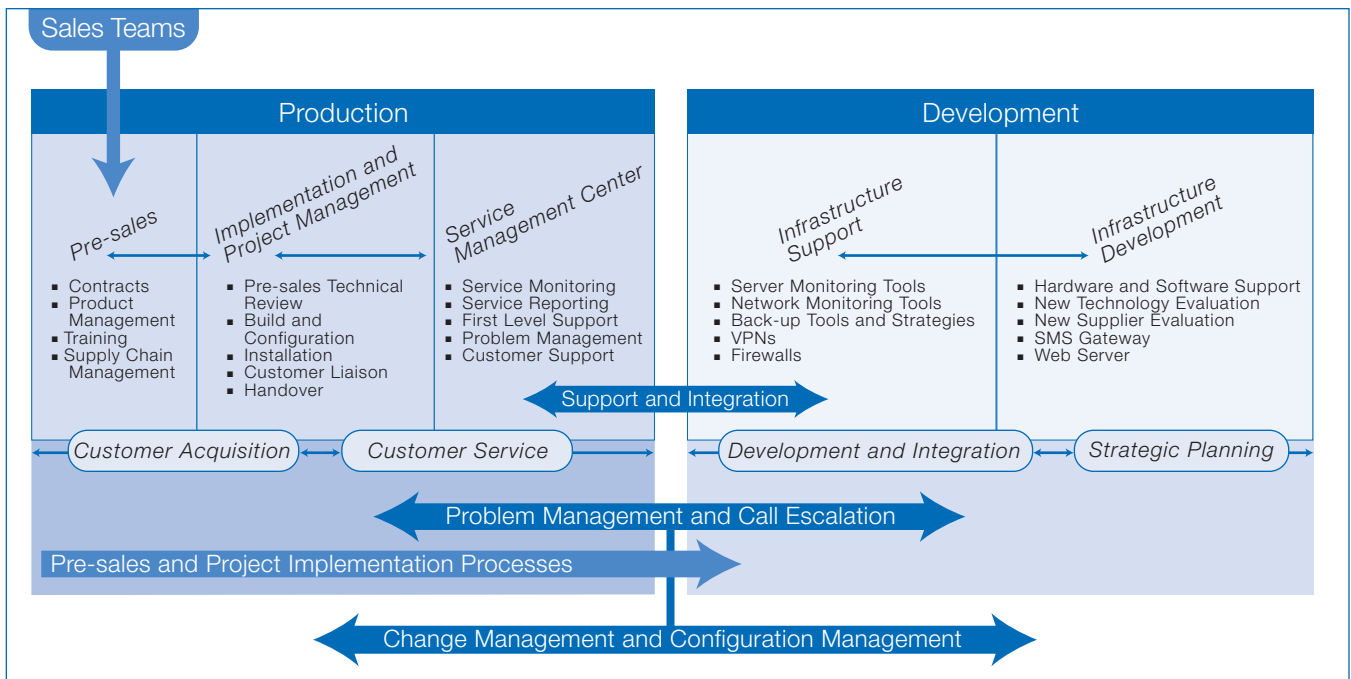 Sales Teams
Production
Development
Pre-sales
Implementation and
Project Management
Service
Management Center
Infrastructure
Support
Infrastructure
Development
▪ Contracts
▪ Product
Management
▪ Training
▪ Supply Chain
Management
▪ Pre-sales Technical
Review
▪ Build and
Configuration
▪ Installation
▪ Customer Liaison
▪ Handover
▪ Service Monitoring
▪ Service Reporting
▪ First Level Support
▪ Problem Management
▪ Customer Support
▪ Server Monitoring Tools
▪ Network Monitoring Tools
▪ Back-up Tools and Strategies
▪ VPNs
▪ Firewalls
▪ Hardware and Software Support
▪ New Technology Evaluation
▪ New Supplier Evaluation
▪ SMS Gateway
▪ Web Server
Support and Integration
Customer Acquisition
Customer Service
Development and Integration
Strategic Planning
Problem Management and Call Escalation
Pre-sales and Project Implementation Processes
Change Management and Configuration Management